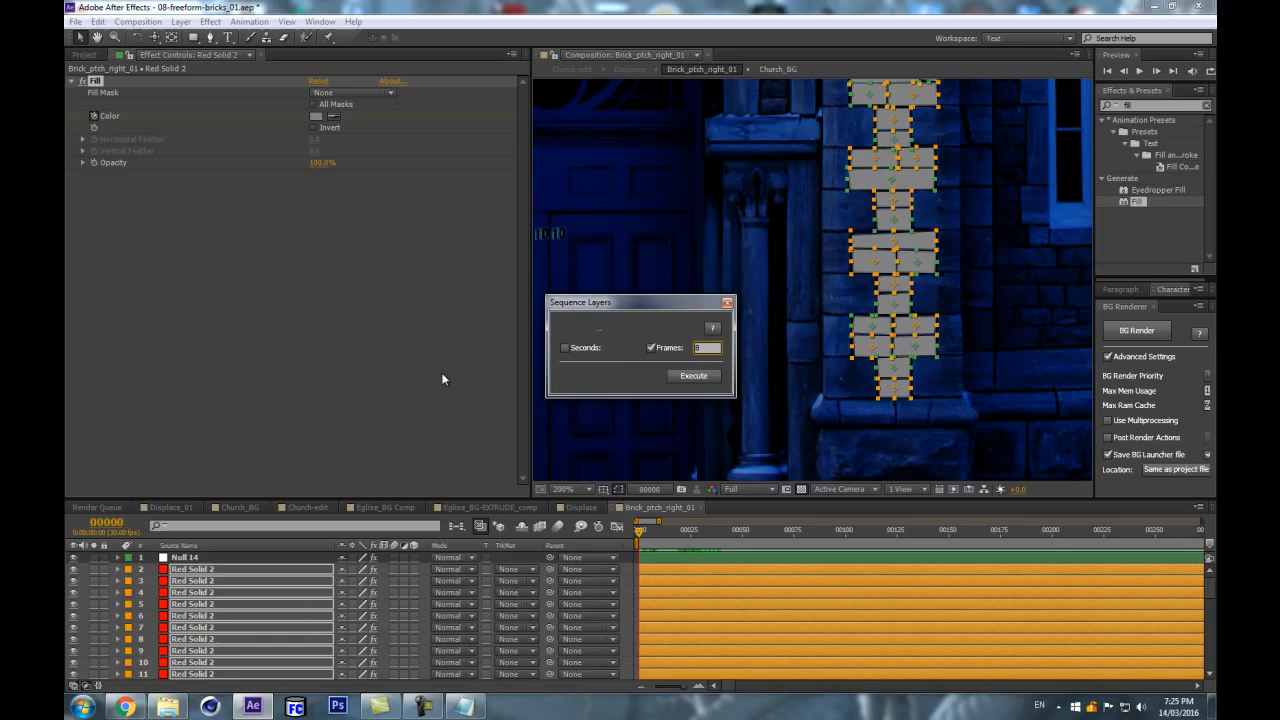 Adobe After Effects - 08-freeform-bricks_01.aep *
File Edit Composition Layer Effect Animation View Window Help
Workspace: Text Search Help
Project Effect Controls: Red Solid 2
Brick_ptch_right_01 • Red Solid 2
Fill Reset About...
Fill Mask None
All Masks
Color
Invert
Horizontal Feather 0.0
Vertical Feather 0.0
Opacity 100.0%
Composition: Brick_ptch_right_01
Church-edit Displace Brick_ptch_right_01 Church_BG
Sequence Layers
?
Seconds: Frames:
Execute
200% 00000 Full Active Camera 1 View +0.0
Preview
Effects & Presets
fill
* Animation Presets
Presets
Text
Fill an...roke
Fill Co...e
Generate
Eyedropper Fill
Fill
Paragraph Character
BG Renderer
BG Render ?
Advanced Settings
BG Render Priority
Max Mem Usage
Max Ram Cache
Use Multiprocessing
Post Render Actions
Save BG Launcher file
Location: Same as project file
Render Queue Displace_01 Church_BG Church-edit Eglise_BG Comp Eglise_BG-EXTRUDE_comp Displace Brick_ptch_right_01
00000
0:00:00:00 (30.00 fps)
00025 00050 00075 00100 00125 00150 00175 00200 00225 00250
# Source Name Mode T TrkMat Parent
1 Null 14 Normal None
2 Red Solid 2 Normal None None
3 Red Solid 2 Normal None None
4 Red Solid 2 Normal None None
5 Red Solid 2 Normal None None
6 Red Solid 2 Normal None None
7 Red Solid 2 Normal None None
8 Red Solid 2 Normal None None
9 Red Solid 2 Normal None None
10 Red Solid 2 Normal None None
11 Red Solid 2 Normal None None
EN 7:25 PM
14/03/2016